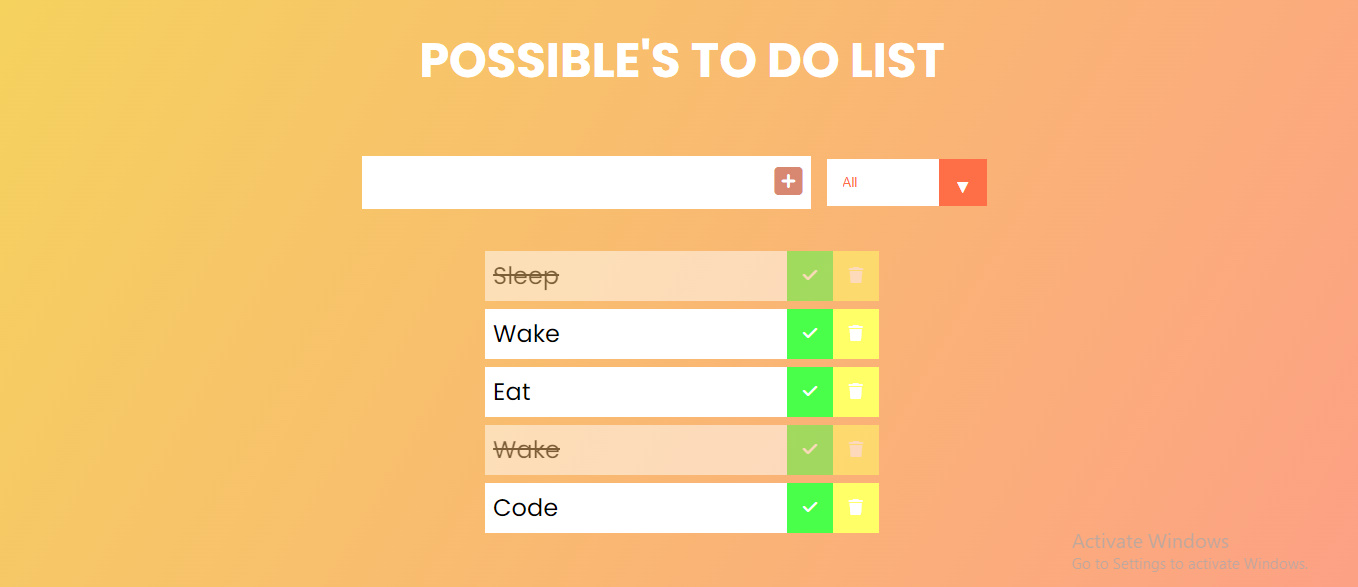 POSSIBLE'S TO DO LIST
All
Sleep
Wake
Eat
Wake
Code
Activate Windows
Go to Settings to activate Windows.